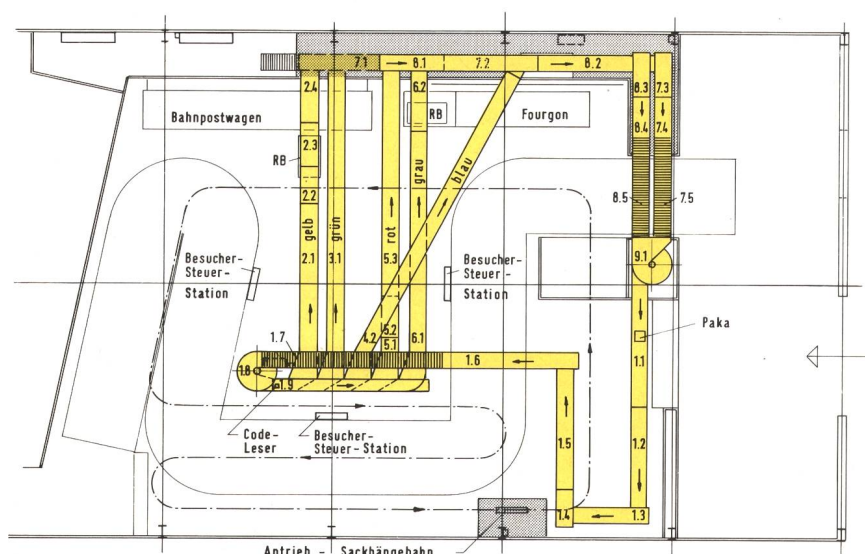 7.1
8.1
7.2
8.2
2.4
6.2
8.3
7.3
Bahnpostwagen
RB
Fourgon
8.4
7.4
2.3
RB
grau
blau
2.2
8.5
7.5
gelb
grün
rot
Besucher-
Steuer-
Station
2.1
3.1
5.3
Besucher-
Steuer-
Station
9.1
Paka
1.7
4.2
5.2
5.1
6.1
1.6
1.1
1.8
1.9
Code-
Leser
Besucher-
Steuer-Station
1.5
1.2
1.4
1.3
Antrieb - Sackhängebahn